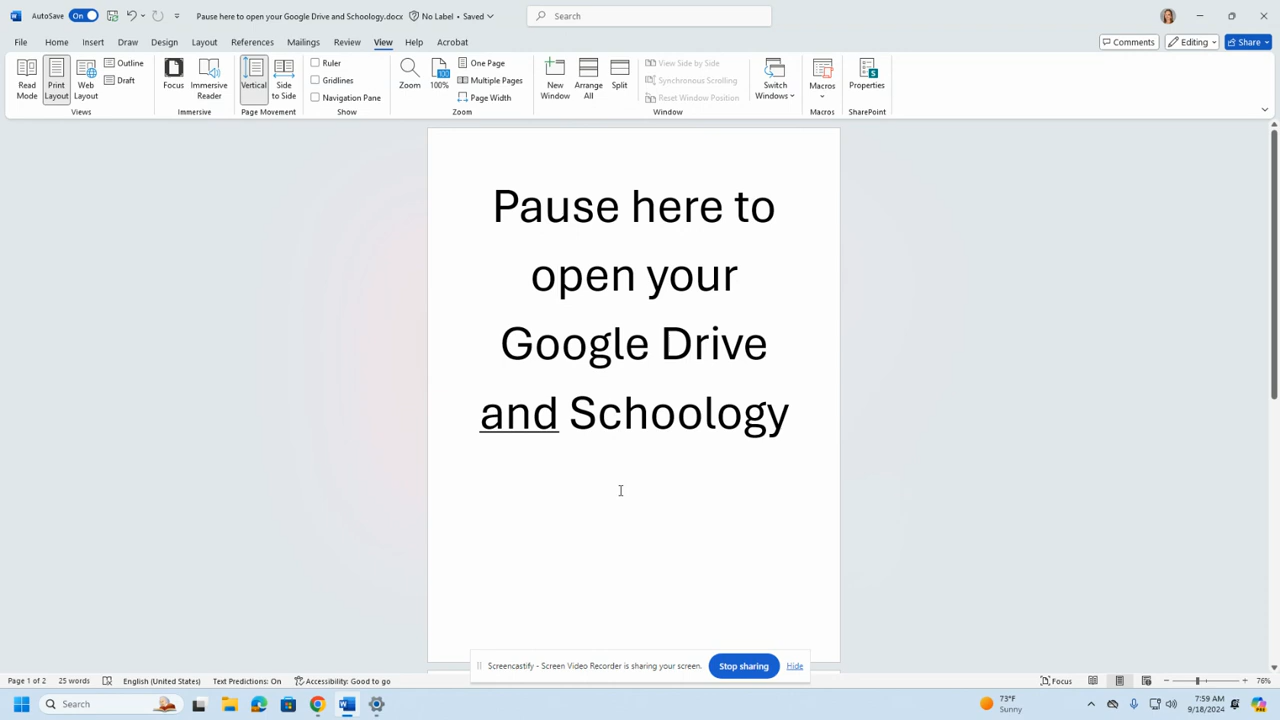 AutoSave On Pause here to open your Google Drive and Schoology.docx No Label • Saved Search
File Home Insert Draw Design Layout References Mailings Review View Help Acrobat Comments Editing Share
Read Mode Print Layout Web Layout Outline Draft
Views
Focus Immersive Reader
Immersive
Vertical Side to Side
Page Movement
Ruler
Gridlines
Navigation Pane
Show
Zoom 100% One Page Multiple Pages Page Width
Zoom
New Window Arrange All Split View Side by Side Synchronous Scrolling Reset Window Position Switch Windows
Window
Macros
Macros
Properties
SharePoint
Pause here to
open your
Google Drive
and Schoology
Screencastify - Screen Video Recorder is sharing your screen. Stop sharing Hide
Page 1 of 2 25 words English (United States) Text Predictions: On Accessibility: Good to go Focus 76%
Search 73°F Sunny 7:59 AM 9/18/2024